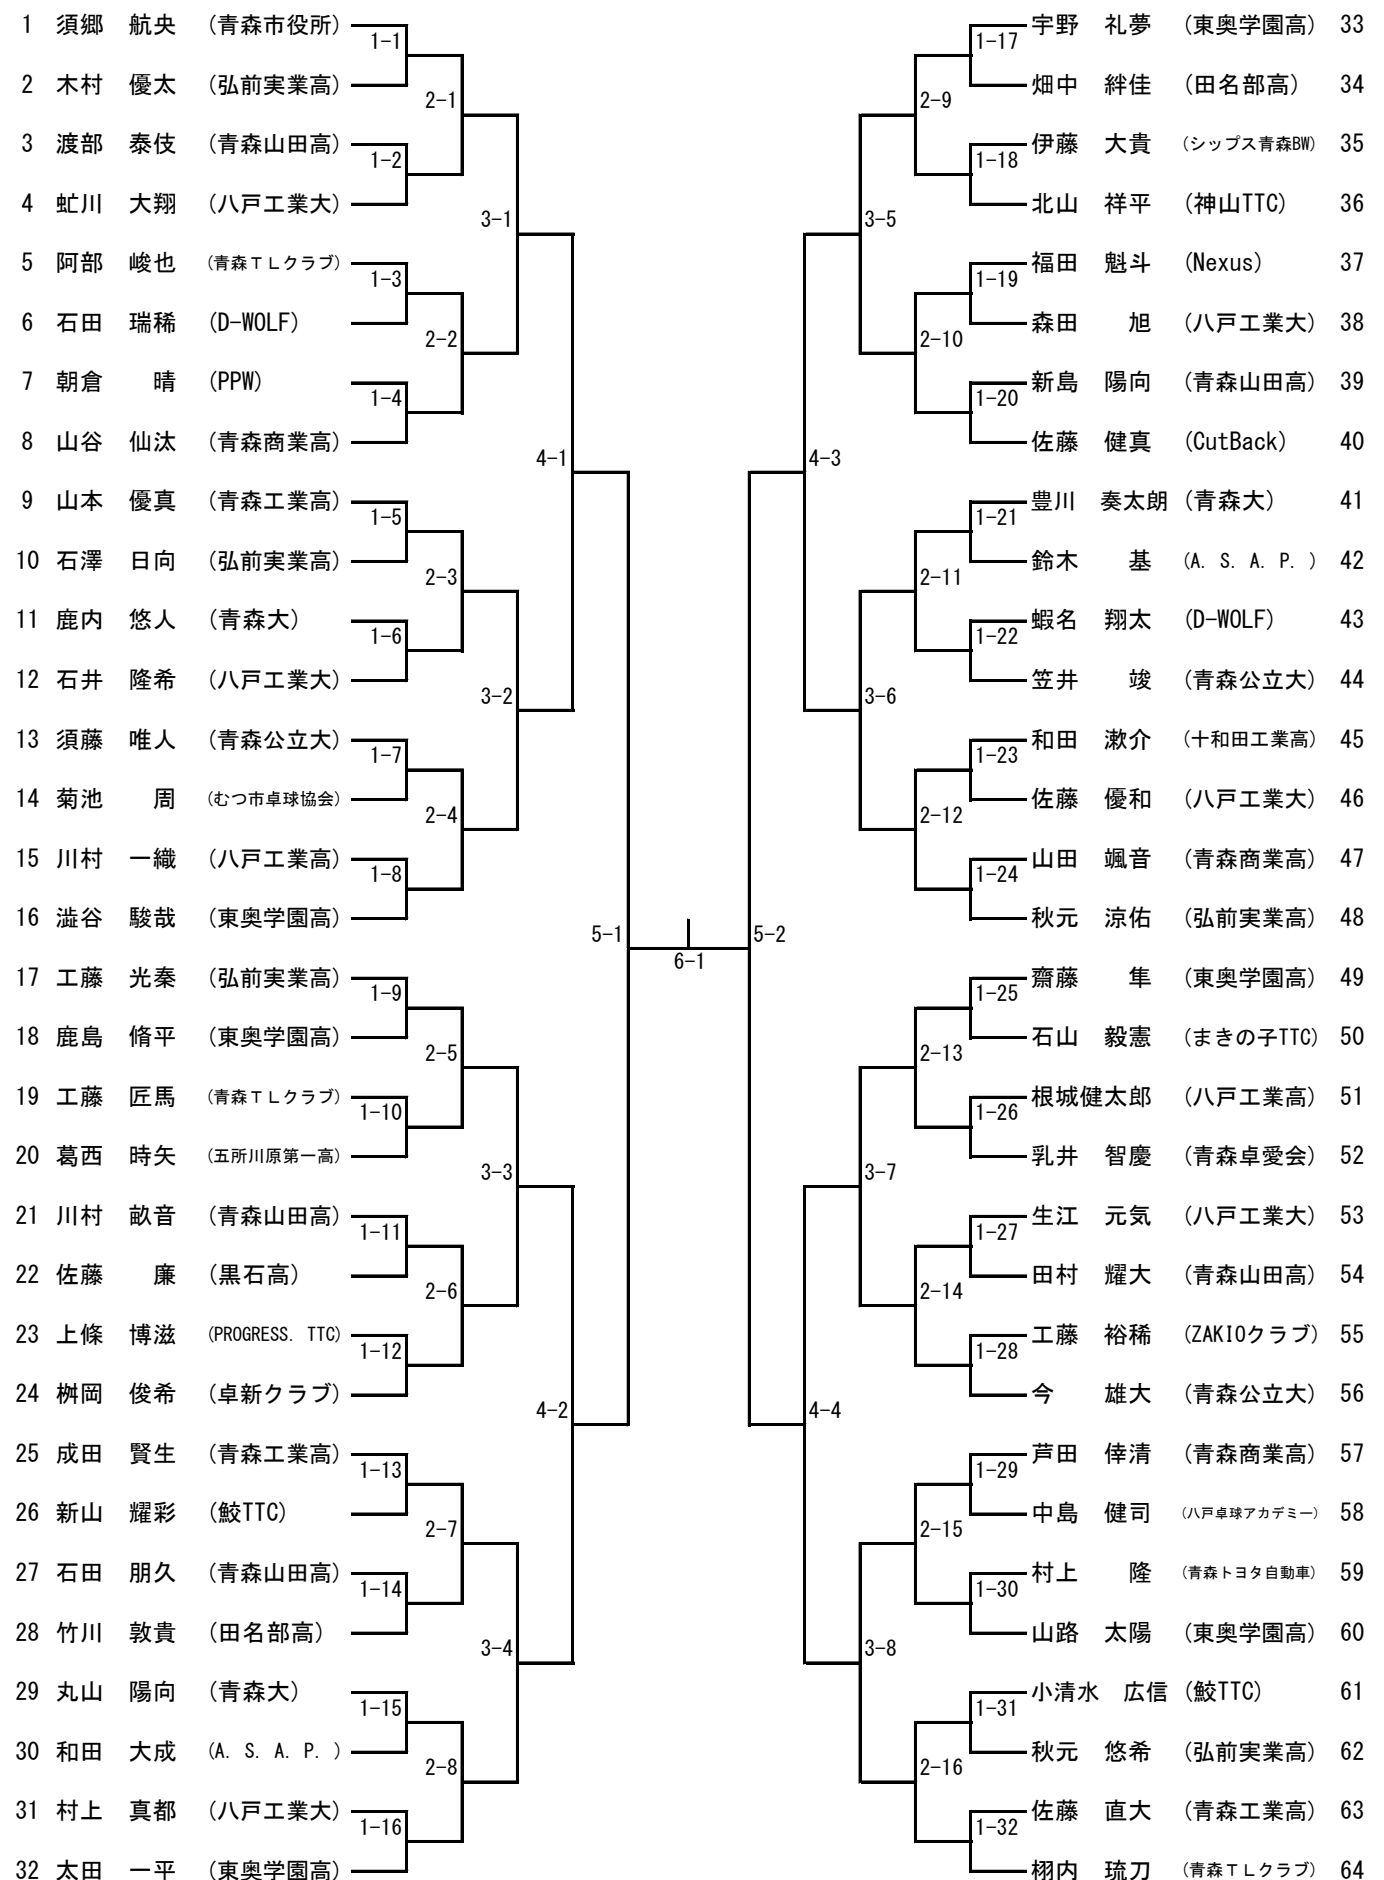 1 須郷 航央 (青森市役所)
1-1
2 木村 優太 (弘前実業高)
2-1
3 渡部 泰伎 (青森山田高)
1-2
4 虻川 大翔 (八戸工業大)
3-1
5 阿部 峻也 (青森TLクラブ)
1-3
6 石田 瑞稀 (D-WOLF)
2-2
7 朝倉 晴 (PPW)
1-4
8 山谷 仙汰 (青森商業高)
4-1
9 山本 優真 (青森工業高)
1-5
10 石澤 日向 (弘前実業高)
2-3
11 鹿内 悠人 (青森大)
1-6
12 石井 隆希 (八戸工業大)
3-2
13 須藤 唯人 (青森公立大)
1-7
14 菊池 周 (むつ市卓球協会)
2-4
15 川村 一織 (八戸工業高)
1-8
16 澁谷 駿哉 (東奥学園高)
5-1
6-1
17 工藤 光秦 (弘前実業高)
1-9
18 鹿島 脩平 (東奥学園高)
2-5
19 工藤 匠馬 (青森TLクラブ)
1-10
20 葛西 時矢 (五所川原第一高)
3-3
21 川村 畝音 (青森山田高)
1-11
22 佐藤 廉 (黒石高)
2-6
23 上條 博滋 (PROGRESS. TTC)
1-12
24 桝岡 俊希 (卓新クラブ)
4-2
25 成田 賢生 (青森工業高)
1-13
26 新山 耀彩 (鮫TTC)
2-7
27 石田 朋久 (青森山田高)
1-14
28 竹川 敦貴 (田名部高)
3-4
29 丸山 陽向 (青森大)
1-15
30 和田 大成 (A. S. A. P. )
2-8
31 村上 真都 (八戸工業大)
1-16
32 太田 一平 (東奥学園高)
宇野 礼夢 (東奥学園高) 33
1-17
畑中 絆佳 (田名部高) 34
2-9
伊藤 大貴 (シップス青森BW) 35
1-18
北山 祥平 (神山TTC) 36
3-5
福田 魁斗 (Nexus) 37
1-19
森田 旭 (八戸工業大) 38
2-10
新島 陽向 (青森山田高) 39
1-20
佐藤 健真 (CutBack) 40
4-3
豊川 奏太朗 (青森大) 41
1-21
鈴木 基 (A. S. A. P. ) 42
2-11
蝦名 翔太 (D-WOLF) 43
1-22
笠井 竣 (青森公立大) 44
3-6
和田 漱介 (十和田工業高) 45
1-23
佐藤 優和 (八戸工業大) 46
2-12
山田 颯音 (青森商業高) 47
1-24
秋元 涼佑 (弘前実業高) 48
5-2
齋藤 隼 (東奥学園高) 49
1-25
石山 毅憲 (まきの子TTC) 50
2-13
根城健太郎 (八戸工業高) 51
1-26
乳井 智慶 (青森卓愛会) 52
3-7
生江 元気 (八戸工業大) 53
1-27
田村 耀大 (青森山田高) 54
2-14
工藤 裕稀 (ZAKIOクラブ) 55
1-28
今 雄大 (青森公立大) 56
4-4
芦田 倖清 (青森商業高) 57
1-29
中島 健司 (八戸卓球アカデミー) 58
2-15
村上 隆 (青森トヨタ自動車) 59
1-30
山路 太陽 (東奥学園高) 60
3-8
小清水 広信 (鮫TTC) 61
1-31
秋元 悠希 (弘前実業高) 62
2-16
佐藤 直大 (青森工業高) 63
1-32
栩内 琉刀 (青森TLクラブ) 64